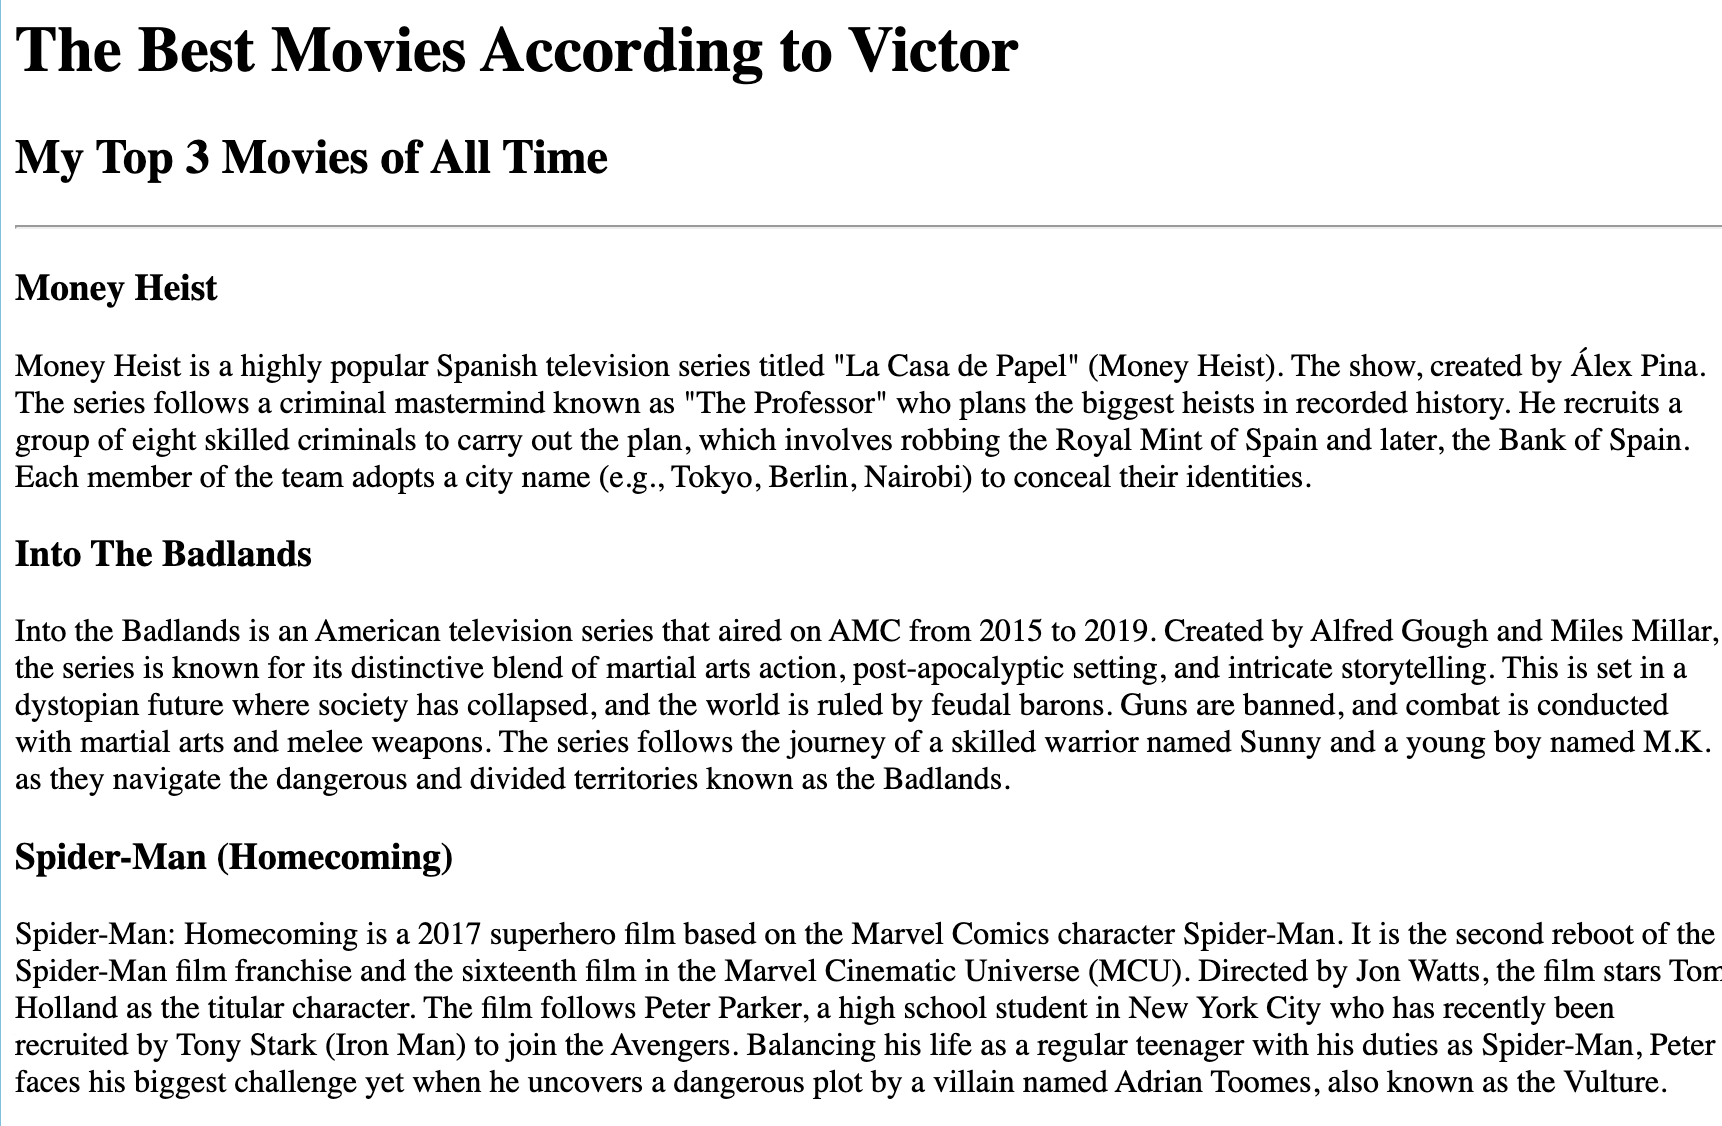 The Best Movies According to Victor
My Top 3 Movies of All Time
Money Heist
Money Heist is a highly popular Spanish television series titled "La Casa de Papel" (Money Heist). The show, created by Álex Pina.
The series follows a criminal mastermind known as "The Professor" who plans the biggest heists in recorded history. He recruits a
group of eight skilled criminals to carry out the plan, which involves robbing the Royal Mint of Spain and later, the Bank of Spain.
Each member of the team adopts a city name (e.g., Tokyo, Berlin, Nairobi) to conceal their identities.
Into The Badlands
Into the Badlands is an American television series that aired on AMC from 2015 to 2019. Created by Alfred Gough and Miles Millar,
the series is known for its distinctive blend of martial arts action, post-apocalyptic setting, and intricate storytelling. This is set in a
dystopian future where society has collapsed, and the world is ruled by feudal barons. Guns are banned, and combat is conducted
with martial arts and melee weapons. The series follows the journey of a skilled warrior named Sunny and a young boy named M.K.
as they navigate the dangerous and divided territories known as the Badlands.
Spider-Man (Homecoming)
Spider-Man: Homecoming is a 2017 superhero film based on the Marvel Comics character Spider-Man. It is the second reboot of the
Spider-Man film franchise and the sixteenth film in the Marvel Cinematic Universe (MCU). Directed by Jon Watts, the film stars Tom
Holland as the titular character. The film follows Peter Parker, a high school student in New York City who has recently been
recruited by Tony Stark (Iron Man) to join the Avengers. Balancing his life as a regular teenager with his duties as Spider-Man, Peter
faces his biggest challenge yet when he uncovers a dangerous plot by a villain named Adrian Toomes, also known as the Vulture.